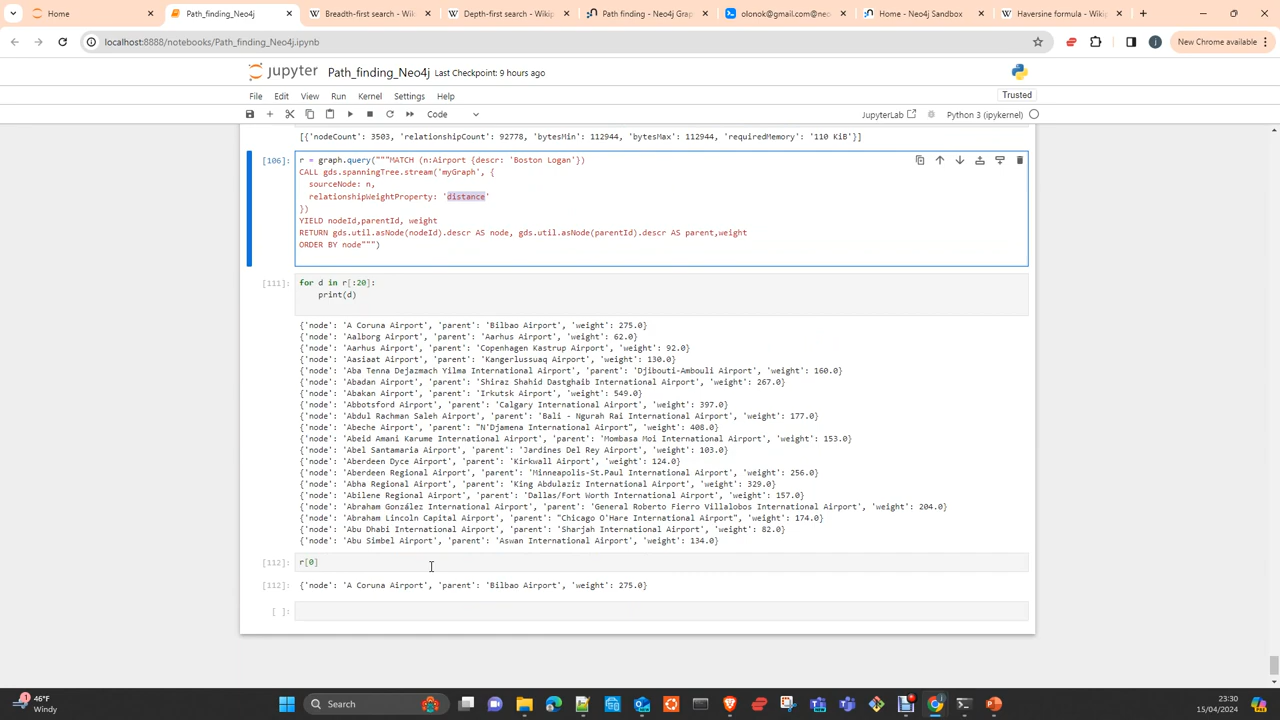 Home
Path_finding_Neo4j
Breadth-first search - Wiki
Depth-first search - Wikip
Path finding - Neo4j Grap
olonok@gmail.com@neo
Home - Neo4j Sandbox
Haversine formula - Wikip
localhost:8888/notebooks/Path_finding_Neo4j.ipynb
New Chrome available
jupyter Path_finding_Neo4j Last Checkpoint: 9 hours ago
File Edit View Run Kernel Settings Help
Trusted
Code
JupyterLab
Python 3 (ipykernel)
[{'nodeCount': 3503, 'relationshipCount': 92778, 'bytesMin': 112944, 'bytesMax': 112944, 'requiredMemory': '110 KiB'}]
[106]: r = graph.query("""MATCH (n:Airport {descr: 'Boston Logan'})
CALL gds.spanningTree.stream('myGraph', {
sourceNode: n,
relationshipWeightProperty: 'distance'
})
YIELD nodeId,parentId, weight
RETURN gds.util.asNode(nodeId).descr AS node, gds.util.asNode(parentId).descr AS parent,weight
ORDER BY node""")
[111]: for d in r[:20]:
print(d)
{'node': 'A Coruna Airport', 'parent': 'Bilbao Airport', 'weight': 275.0}
{'node': 'Aalborg Airport', 'parent': 'Aarhus Airport', 'weight': 62.0}
{'node': 'Aarhus Airport', 'parent': 'Copenhagen Kastrup Airport', 'weight': 92.0}
{'node': 'Aasiaat Airport', 'parent': 'Kangerlussuaq Airport', 'weight': 130.0}
{'node': 'Aba Tenna Dejazmach Yilma International Airport', 'parent': 'Djibouti-Ambouli Airport', 'weight': 160.0}
{'node': 'Abadan Airport', 'parent': 'Shiraz Shahid Dastghaib International Airport', 'weight': 267.0}
{'node': 'Abakan Airport', 'parent': 'Irkutsk Airport', 'weight': 549.0}
{'node': 'Abbotsford Airport', 'parent': 'Calgary International Airport', 'weight': 397.0}
{'node': 'Abdul Rachman Saleh Airport', 'parent': 'Bali - Ngurah Rai International Airport', 'weight': 177.0}
{'node': 'Abeche Airport', 'parent': "N'Djamena International Airport", 'weight': 408.0}
{'node': 'Abeid Amani Karume International Airport', 'parent': 'Mombasa Moi International Airport', 'weight': 153.0}
{'node': 'Abel Santamaria Airport', 'parent': 'Jardines Del Rey Airport', 'weight': 103.0}
{'node': 'Aberdeen Dyce Airport', 'parent': 'Kirkwall Airport', 'weight': 124.0}
{'node': 'Aberdeen Regional Airport', 'parent': 'Minneapolis-St.Paul International Airport', 'weight': 256.0}
{'node': 'Abha Regional Airport', 'parent': 'King Abdulaziz International Airport', 'weight': 329.0}
{'node': 'Abilene Regional Airport', 'parent': 'Dallas/Fort Worth International Airport', 'weight': 157.0}
{'node': 'Abraham González International Airport', 'parent': 'General Roberto Fierro Villalobos International Airport', 'weight': 204.0}
{'node': 'Abraham Lincoln Capital Airport', 'parent': "Chicago O'Hare International Airport", 'weight': 174.0}
{'node': 'Abu Dhabi International Airport', 'parent': 'Sharjah International Airport', 'weight': 82.0}
{'node': 'Abu Simbel Airport', 'parent': 'Aswan International Airport', 'weight': 134.0}
[112]: r[0]
[112]: {'node': 'A Coruna Airport', 'parent': 'Bilbao Airport', 'weight': 275.0}
[ ]:
46°F
Windy
Search
23:30
15/04/2024